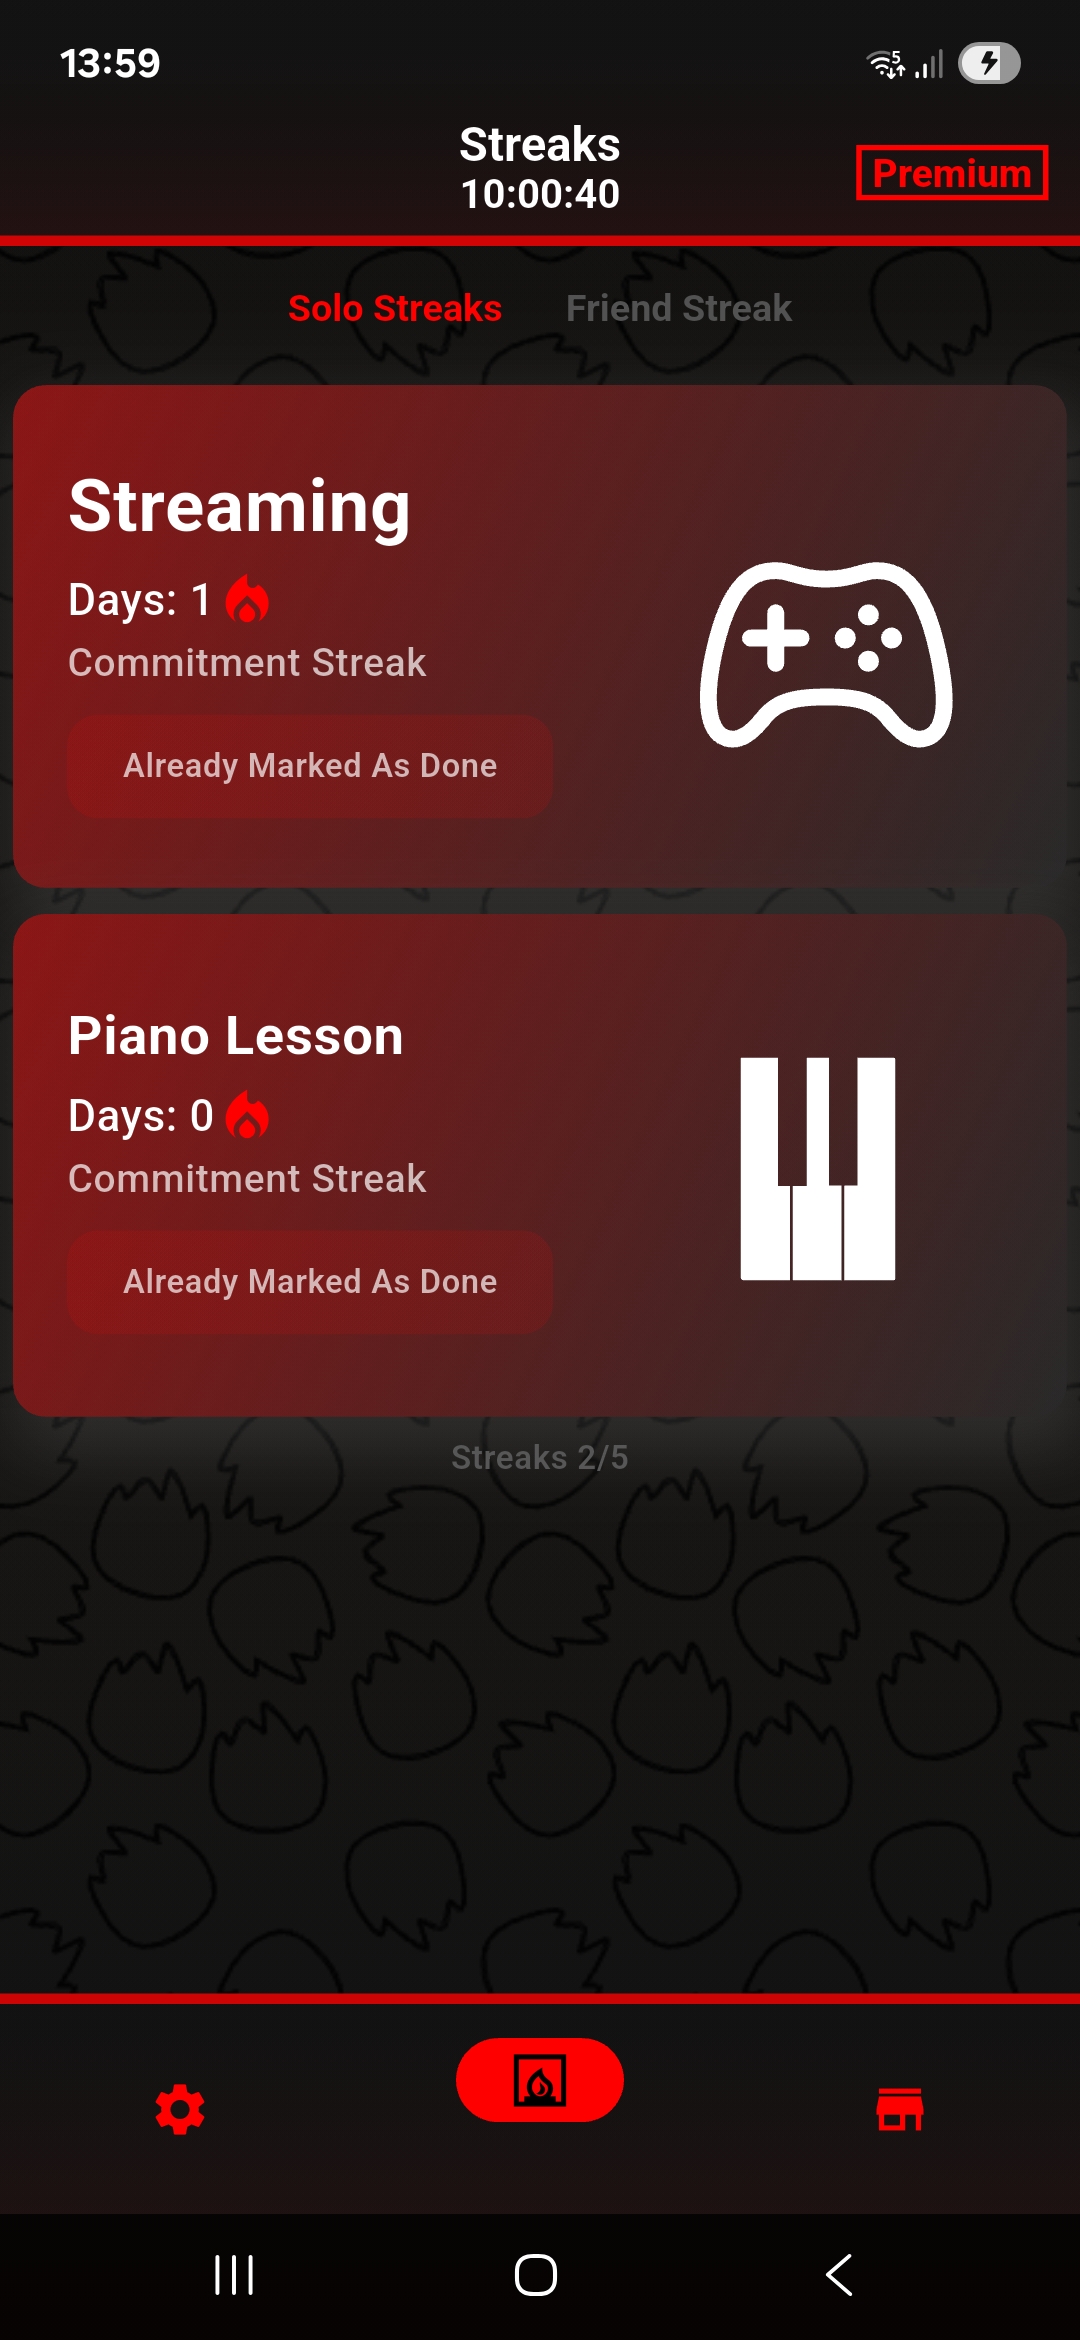 13:59
5
Streaks
10:00:40
Premium
Solo Streaks
Friend Streak
Streaming
Days: 1
Commitment Streak
Already Marked As Done
Piano Lesson
Days: 0
Commitment Streak
Already Marked As Done
Streaks 2/5